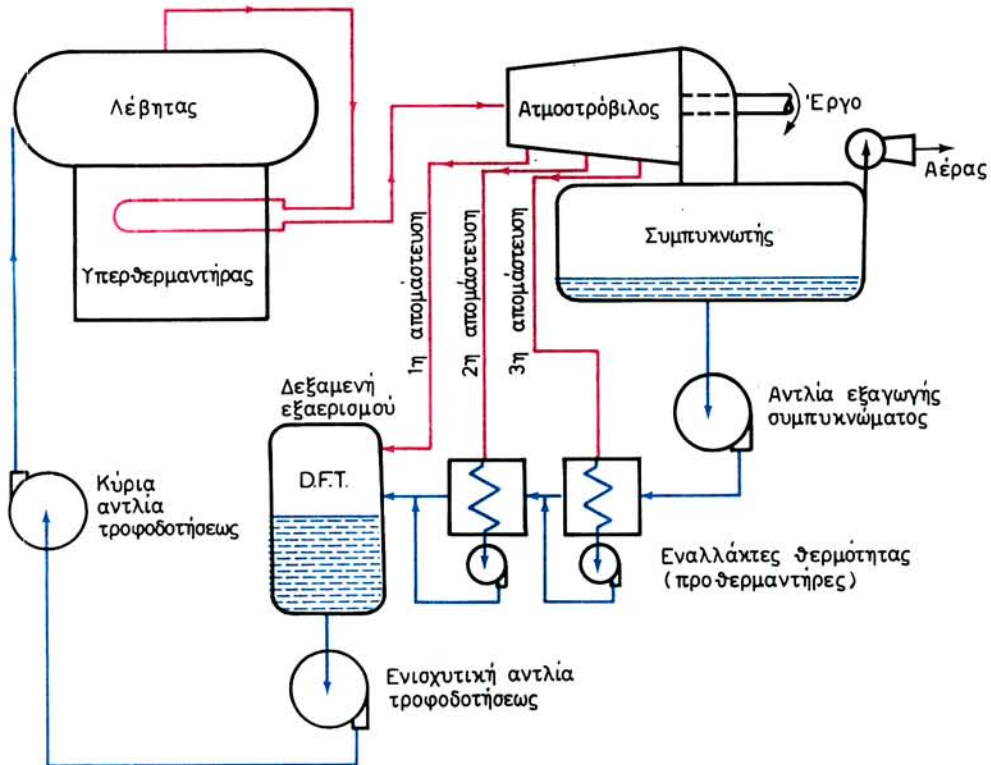 Λέβητας
Υπερθερμαντήρας
Ατμοστρόβιλος
Έργο
Αέρας
Συμπυκνωτής
1η απομάστευση
2η απομάστευση
3η απομάστευση
Αντλία εξαγωγής
συμπυκνώματος
Δεξαμενή
εξαερισμού
D.F.T.
Κύρια
αντλία
τροφοδοτήσεως
Εναλλάκτες θερμότητας
(προθερμαντήρες)
Ενισχυτική αντλία
τροφοδοτήσεως